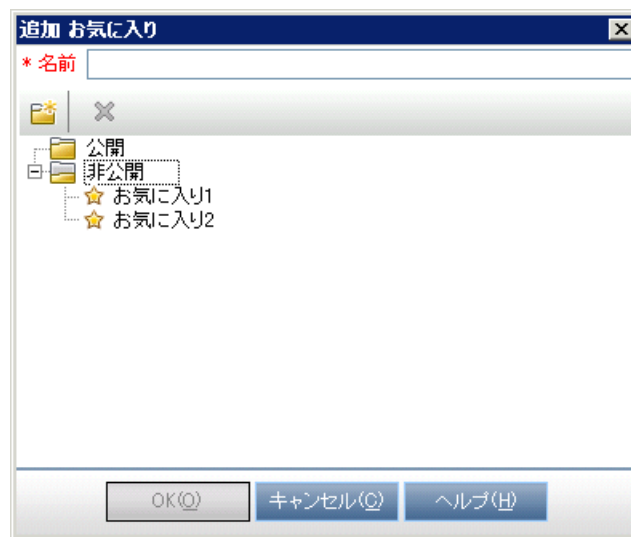 追加 お気に入り
* 名前
公開
非公開
お気に入り1
お気に入り2
OK(O) キャンセル(C) ヘルプ(H)